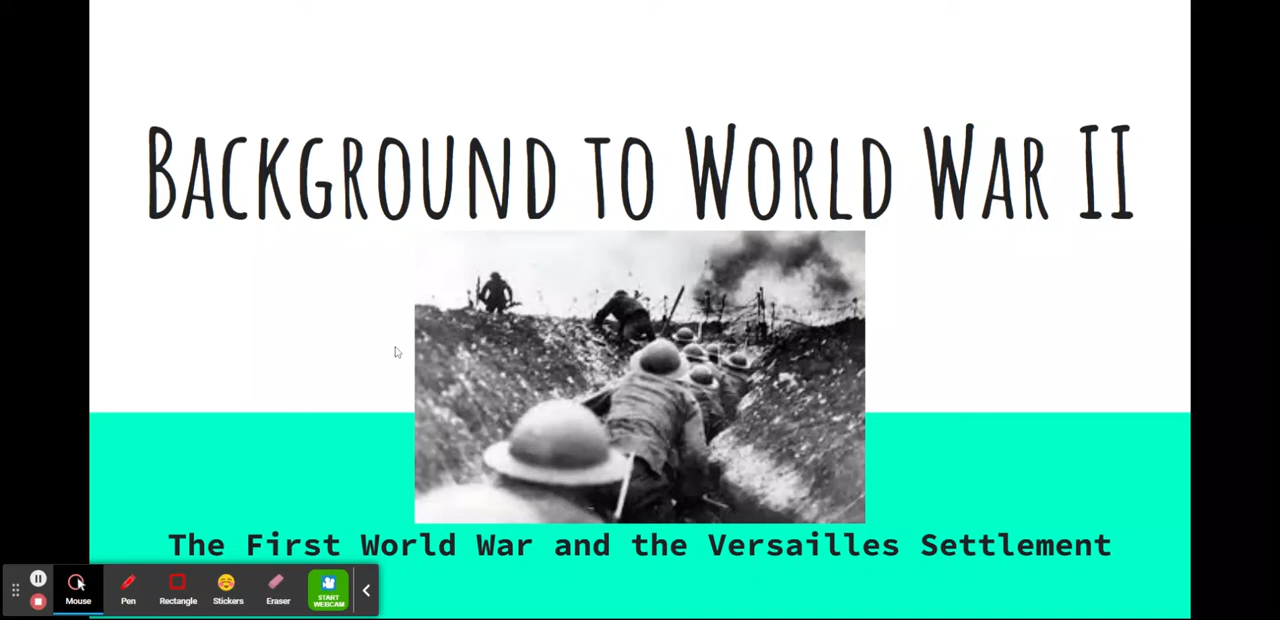 Background to World War II
The First World War and the Versailles Settlement
Mouse
Pen
Rectangle
Stickers
Eraser
START
WEBCAM